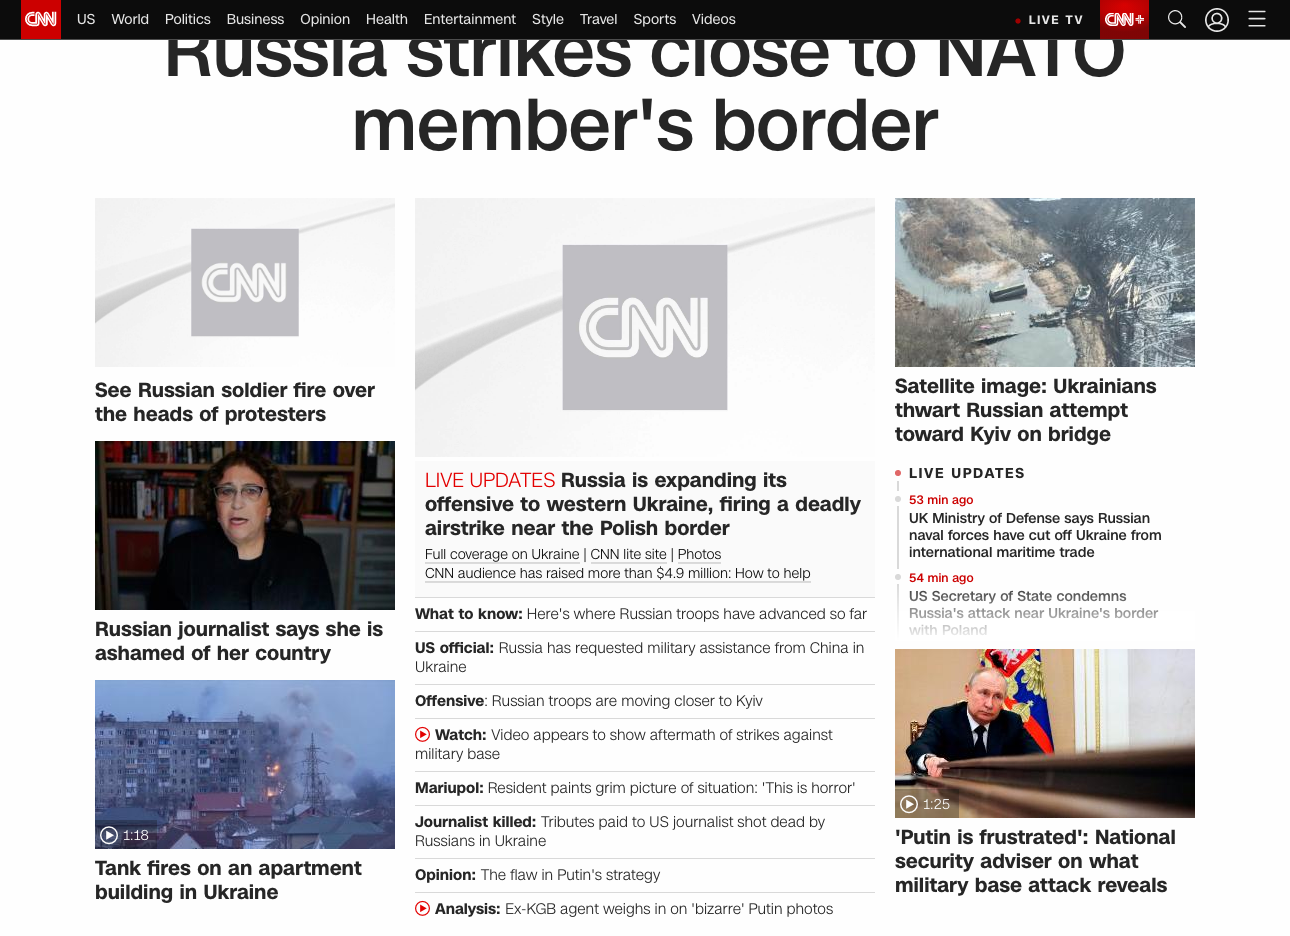 CNN US World Politics Business Opinion Health Entertainment Style Travel Sports Videos LIVE TV CNN+
Russia strikes close to NATO
member's border
CNN
See Russian soldier fire over
the heads of protesters
Russian journalist says she is
ashamed of her country
1:18
Tank fires on an apartment
building in Ukraine
CNN
LIVE UPDATES Russia is expanding its
offensive to western Ukraine, firing a deadly
airstrike near the Polish border
Full coverage on Ukraine | CNN lite site | Photos
CNN audience has raised more than $4.9 million: How to help
What to know: Here's where Russian troops have advanced so far
US official: Russia has requested military assistance from China in
Ukraine
Offensive: Russian troops are moving closer to Kyiv
Watch: Video appears to show aftermath of strikes against
military base
Mariupol: Resident paints grim picture of situation: 'This is horror'
Journalist killed: Tributes paid to US journalist shot dead by
Russians in Ukraine
Opinion: The flaw in Putin's strategy
Analysis: Ex-KGB agent weighs in on 'bizarre' Putin photos
Satellite image: Ukrainians
thwart Russian attempt
toward Kyiv on bridge
LIVE UPDATES
53 min ago
UK Ministry of Defense says Russian
naval forces have cut off Ukraine from
international maritime trade
54 min ago
US Secretary of State condemns
Russia's attack near Ukraine's border
with Poland
1:25
'Putin is frustrated': National
security adviser on what
military base attack reveals